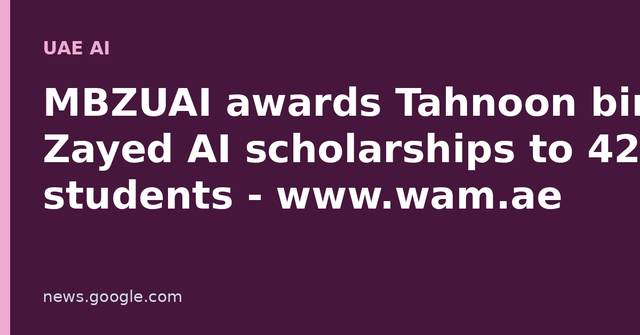 UAE AI
MBZUAI awards Tahnoon bin
Zayed AI scholarships to 42
students - www.wam.ae
news.google.com